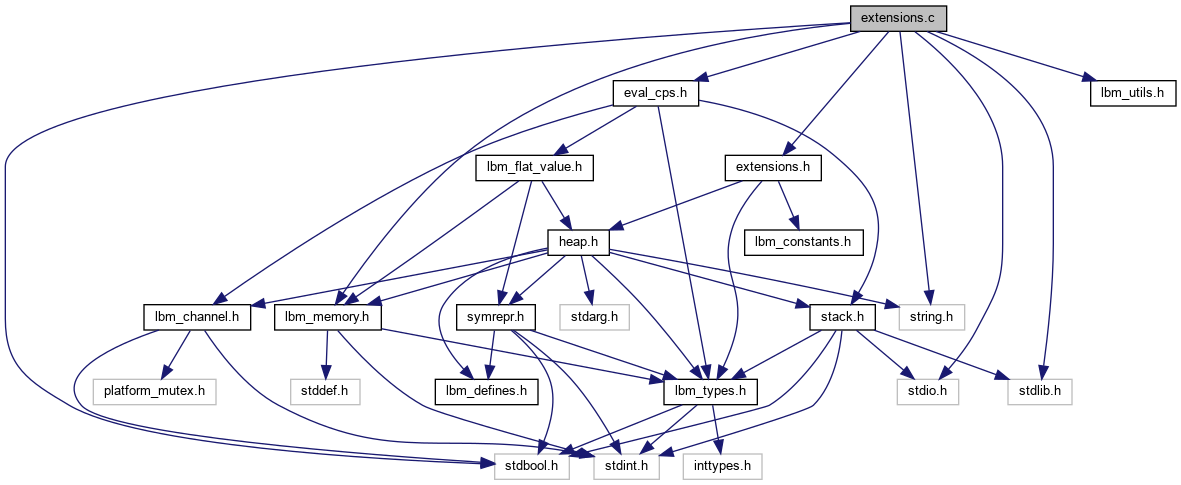 extensions.c
eval_cps.h
lbm_utils.h
lbm_flat_value.h
extensions.h
heap.h
lbm_constants.h
lbm_channel.h
lbm_memory.h
symrepr.h
stdarg.h
stack.h
string.h
platform_mutex.h
stddef.h
lbm_defines.h
lbm_types.h
stdio.h
stdlib.h
stdbool.h
stdint.h
inttypes.h